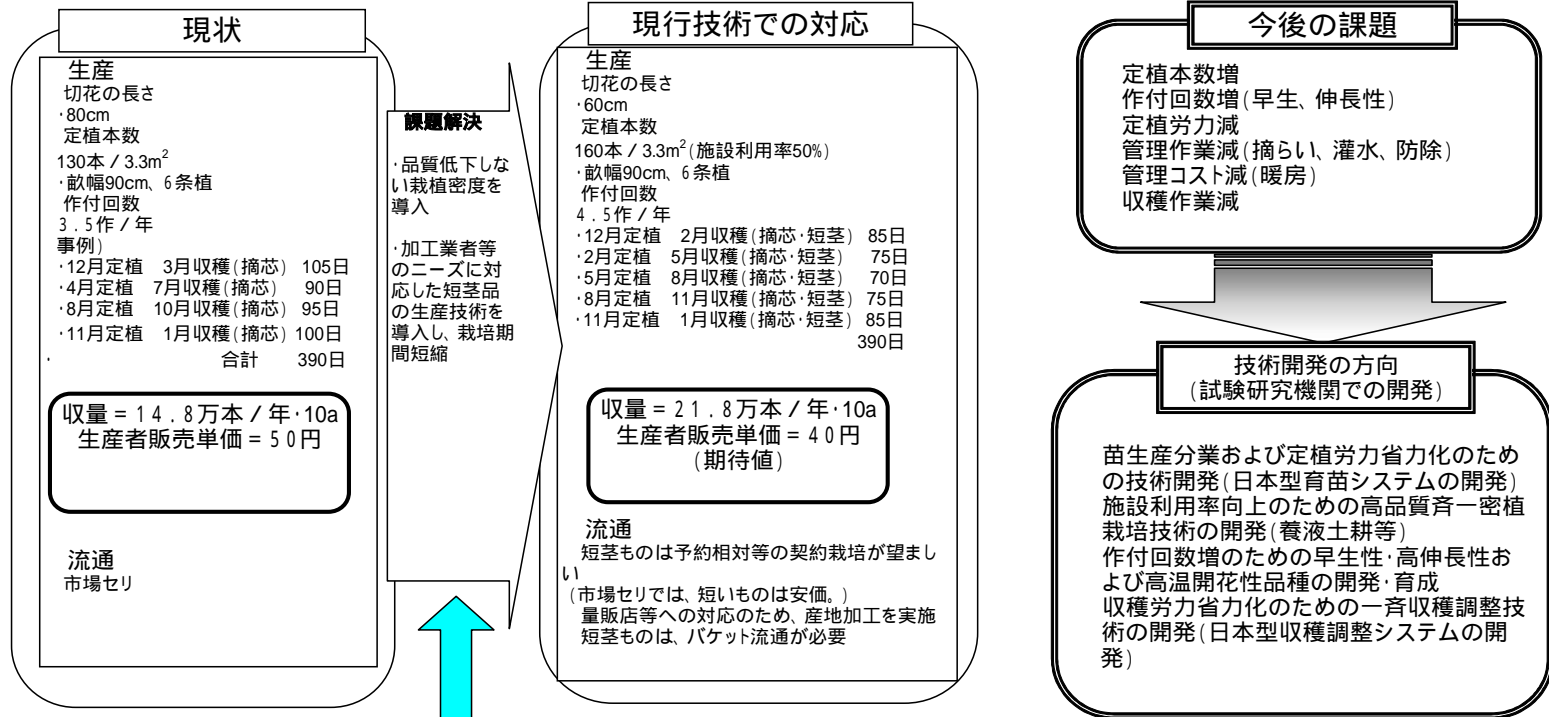 現状
生産
切花の長さ
·80cm
定植本数
130本／3.3m2
·畝幅90cm、6条植
作付回数
３．５作／年
事例)
·12月定植　3月収穫(摘芯)　105日
·4月定植　7月収穫(摘芯)　90日
·8月定植　10月収穫(摘芯)　95日
·11月定植　1月収穫(摘芯)　100日
·　合計　390日
収量＝１４.８万本／年·10a
生産者販売単価＝５０円
流通
市場セリ
課題解決
·品質低下しな
い栽植密度を
導入
·加工業者等
のニーズに対
応した短茎品
の生産技術を
導入し、栽培期
間短縮
現行技術での対応
生産
切花の長さ
·60cm
定植本数
160本／3.3m2(施設利用率50%)
·畝幅90cm、6条植
作付回数
４．５作／年
·12月定植　2月収穫(摘芯·短茎)　85日
·2月定植　5月収穫(摘芯·短茎)　75日
·5月定植　8月収穫(摘芯·短茎)　70日
·8月定植　11月収穫(摘芯·短茎)　75日
·11月定植　1月収穫(摘芯·短茎)　85日
390日
収量＝２１.８万本／年·10a
生産者販売単価＝４０円
(期待値)
流通
短茎ものは予約相対等の契約栽培が望まし
い
(市場セリでは、短いものは安価。)
量販店等への対応のため、産地加工を実施
短茎ものは、バケット流通が必要
今後の課題
定植本数増
作付回数増(早生、伸長性)
定植労力減
管理作業減(摘らい、灌水、防除)
管理コスト減(暖房)
収穫作業減
技術開発の方向
(試験研究機関での開発)
苗生産分業および定植労力省力化のため
の技術開発(日本型育苗システムの開発)
施設利用率向上のための高品質斉一密植
栽培技術の開発(養液土耕等)
作付回数増のための早生性·高伸長性お
よび高温開花性品種の開発·育成
収穫労力省力化のための一斉収穫調整技
術の開発(日本型収穫調整システムの開
発)